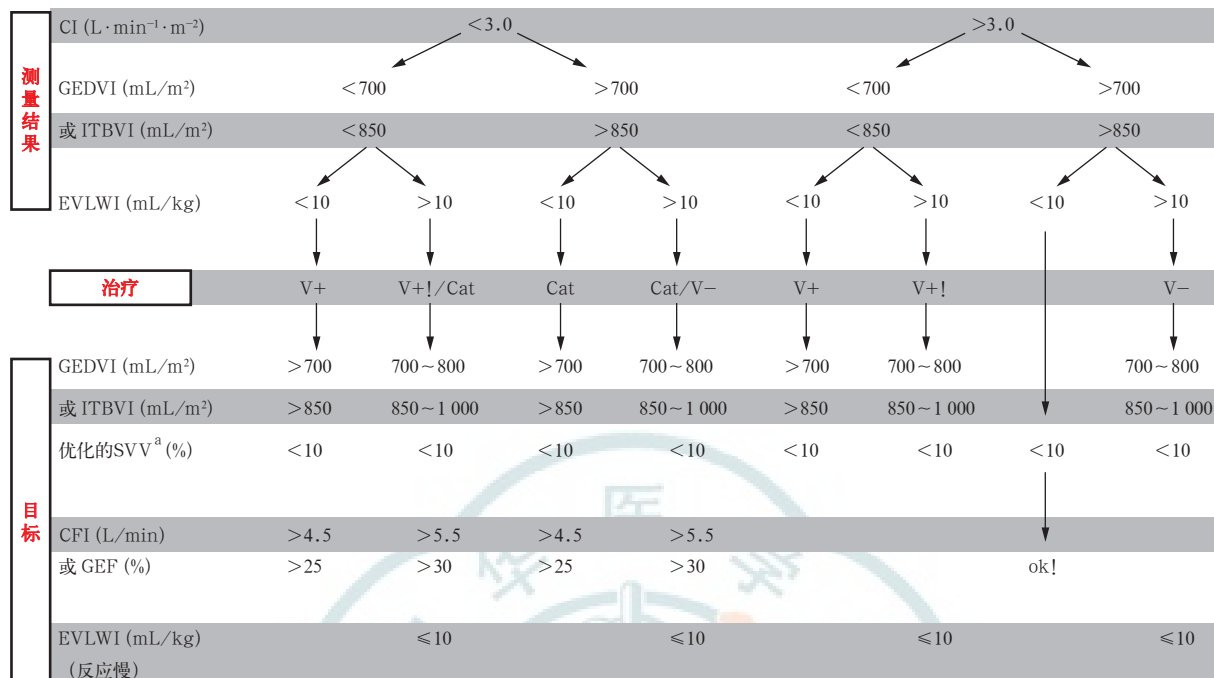 CI (L·min⁻¹·m⁻²) <3.0 >3.0
测量结果
GEDVI (mL/m²) <700 >700 <700 >700
或 ITBVI (mL/m²) <850 >850 <850 >850
EVLWI (mL/kg) <10 >10 <10 >10 <10 >10 <10 >10
治疗 V+ V+!/Cat Cat Cat/V− V+ V+! V−
GEDVI (mL/m²) >700 700~800 >700 700~800 >700 700~800 700~800
或 ITBVI (mL/m²) >850 850~1 000 >850 850~1 000 >850 850~1 000 850~1 000
优化的SVVᵃ(%) <10 <10 <10 <10 <10 <10 <10 <10
目标
CFI (L/min) >4.5 >5.5 >4.5 >5.5
或 GEF (%) >25 >30 >25 >30 ok!
EVLWI (mL/kg) ≤10 ≤10 ≤10 ≤10
(反应慢)
华医学